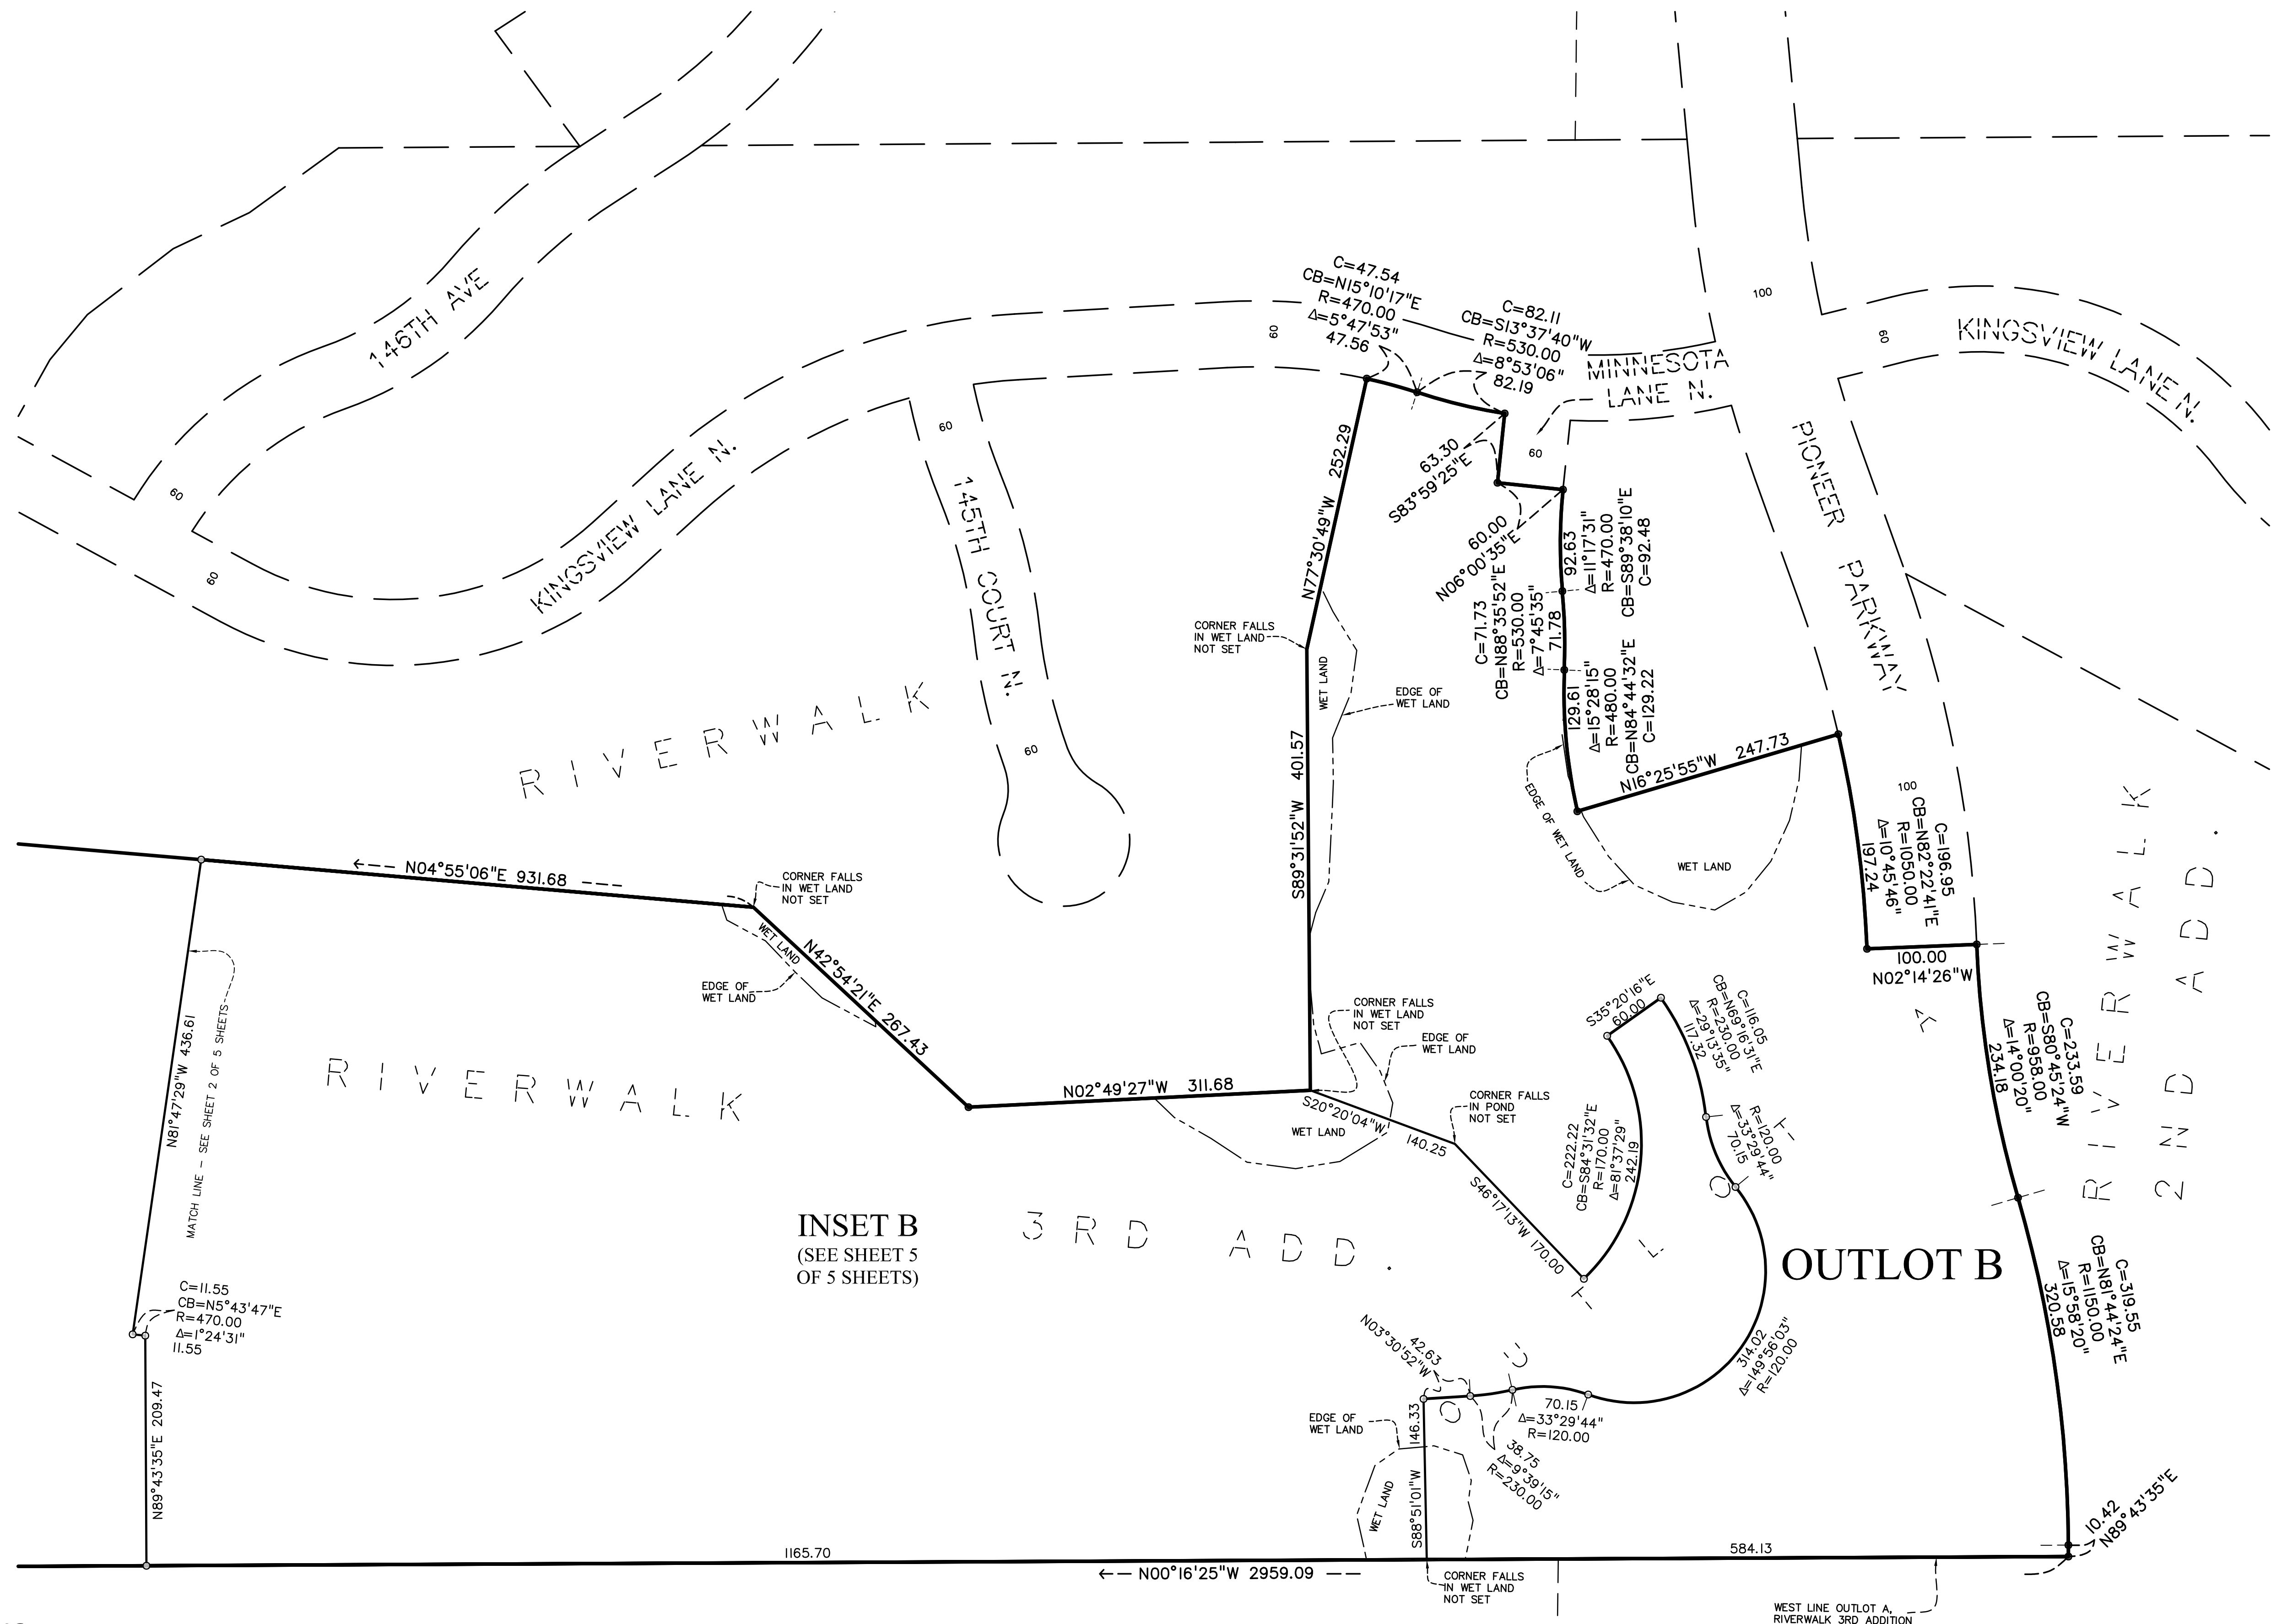 146TH AVE
KINGSVIEW LANE N.
145TH COURT N.
60
60
60
60
60
60
60
100
100
C=47.54
CB=N15°10'17"E
R=470.00
Δ=5°47'53"
47.56
C=82.11
CB=S13°37'40"W
R=530.00
Δ=8°53'06"
82.19
MINNESOTA
LANE N.
KINGSVIEW LANE N.
PIONEER PARKWAY
60
N77°30'49"W 252.29
63.30
S83°59'25"E
60.00
N06°00'35"E
92.63
Δ=11°17'31"
R=470.00
CB=S89°38'10"E
C=92.48
C=71.73
CB=N88°35'52"E
R=530.00
Δ=7°45'35"
71.78
129.61
Δ=15°28'15"
R=480.00
CB=N84°44'32"E
C=129.22
CORNER FALLS
IN WET LAND
NOT SET
WET LAND
EDGE OF
WET LAND
S89°31'52"W 401.57
N16°25'55"W 247.73
EDGE OF WET LAND
WET LAND
C=196.95
CB=N82°22'41"E
R=1050.00
Δ=10°45'46"
197.24
100.00
N02°14'26"W
RIVERWALK
RIVERWALK
2ND ADD.
N04°55'06"E 931.68
CORNER FALLS
IN WET LAND
NOT SET
WET LAND
EDGE OF
WET LAND
N42°54'21"E 267.43
N81°47'29"W 436.61
MATCH LINE - SEE SHEET 2 OF 5 SHEETS
RIVERWALK
3RD ADD.
N02°49'27"W 311.68
CORNER FALLS
IN WET LAND
NOT SET
EDGE OF
WET LAND
WET LAND
S20°20'04"W
140.25
CORNER FALLS
IN POND
NOT SET
S46°17'13"W 170.00
S35°20'16"E
60.00
C=116.05
CB=N69°16'31"E
R=230.00
Δ=29°13'35"
117.32
C=222.22
CB=S84°31'32"E
R=170.00
Δ=81°37'29"
242.19
R=120.00
Δ=33°29'44"
70.15
C=233.59
CB=S80°45'24"W
R=958.00
Δ=14°00'20"
234.18
INSET B
(SEE SHEET 5
OF 5 SHEETS)
OUTLOT A
OUTLOT B
C=319.55
CB=N81°44'24"E
R=1150.00
Δ=15°58'20"
320.58
C=11.55
CB=N5°43'47"E
R=470.00
Δ=1°24'31"
11.55
N89°43'35"E 209.47
42.63
N03°30'52"W
314.02
Δ=149°56'03"
R=120.00
70.15
Δ=33°29'44"
R=120.00
38.75
Δ=9°39'15"
R=230.00
EDGE OF
WET LAND
WET LAND
S88°51'01"W 146.33
10.42
N89°43'35"E
1165.70
584.13
N00°16'25"W 2959.09
CORNER FALLS
IN WET LAND
NOT SET
WEST LINE OUTLOT A,
RIVERWALK 3RD ADDITION